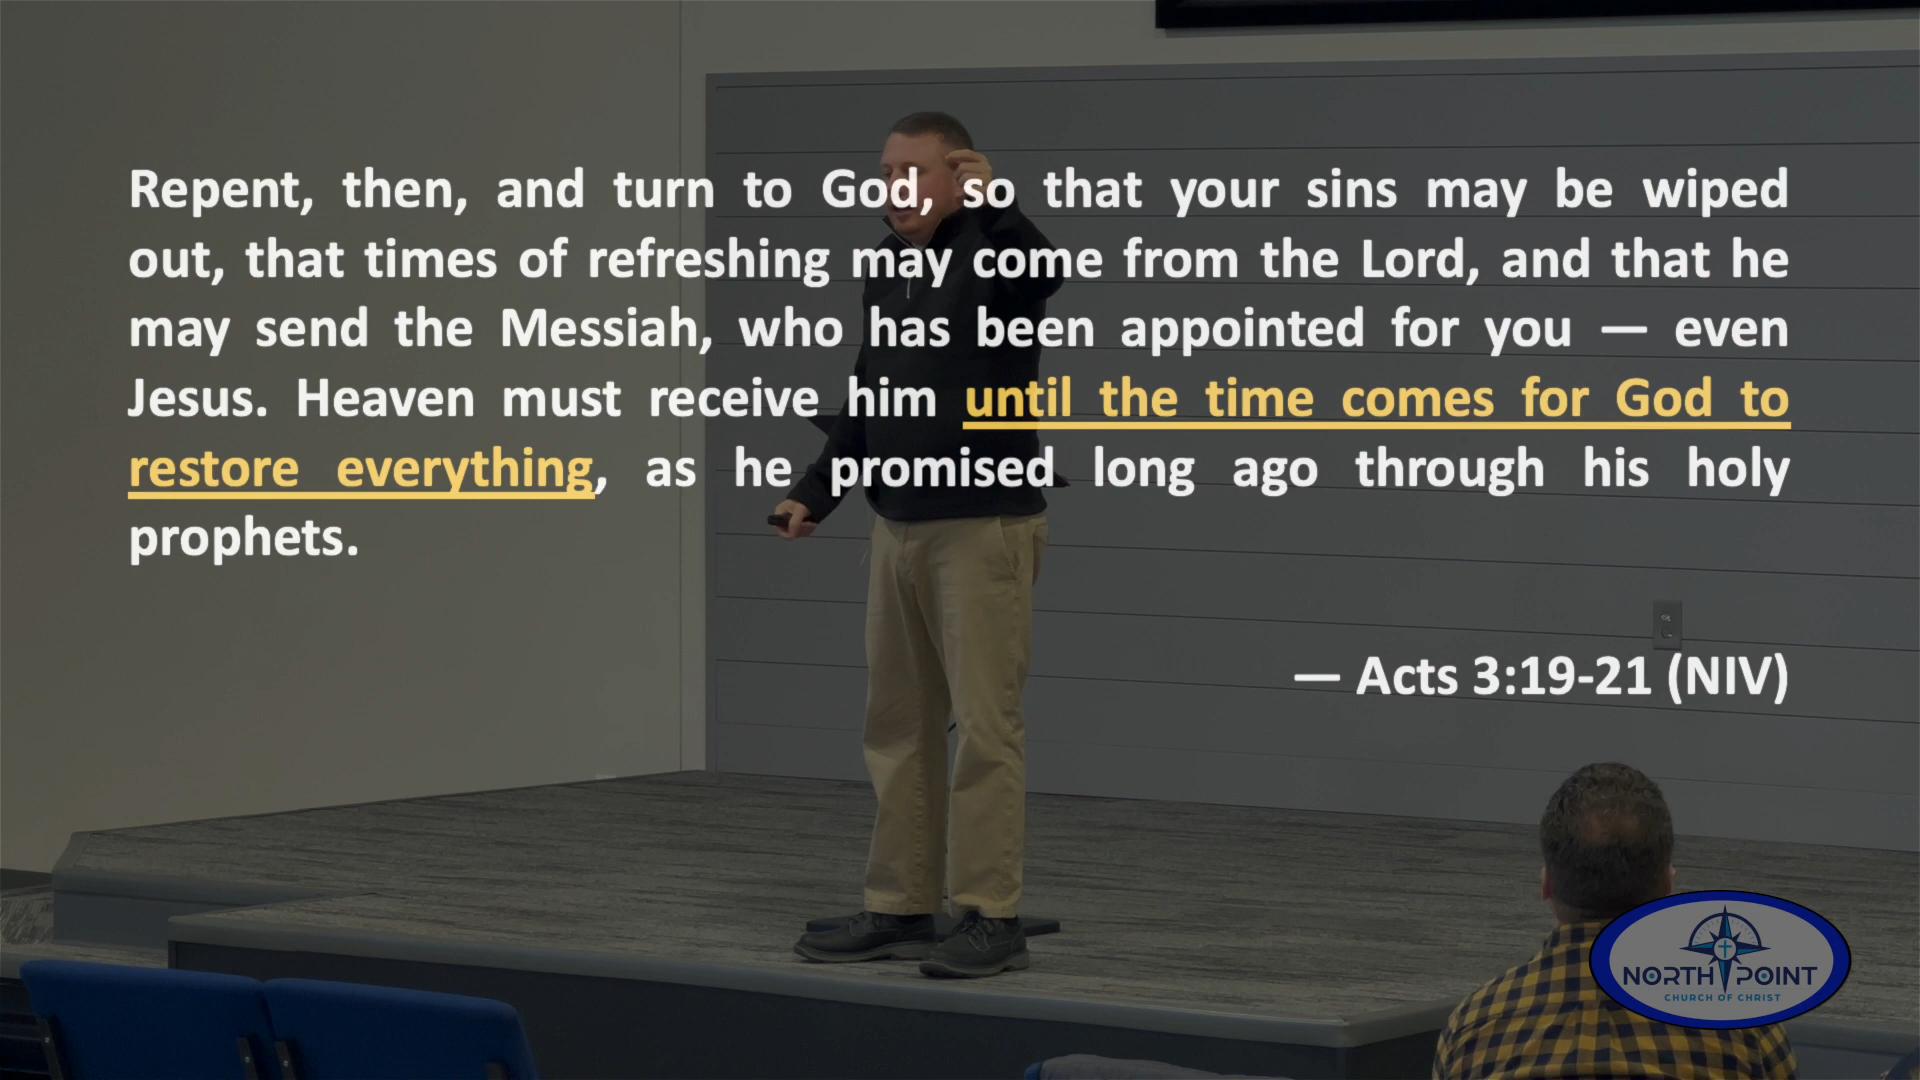 Repent, then, and turn to God, so that your sins may be wiped
out, that times of refreshing may come from the Lord, and that he
may send the Messiah, who has been appointed for you — even
Jesus. Heaven must receive him until the time comes for God to
restore everything, as he promised long ago through his holy
prophets.
— Acts 3:19-21 (NIV)
NORTH POINT
CHURCH OF CHRIST